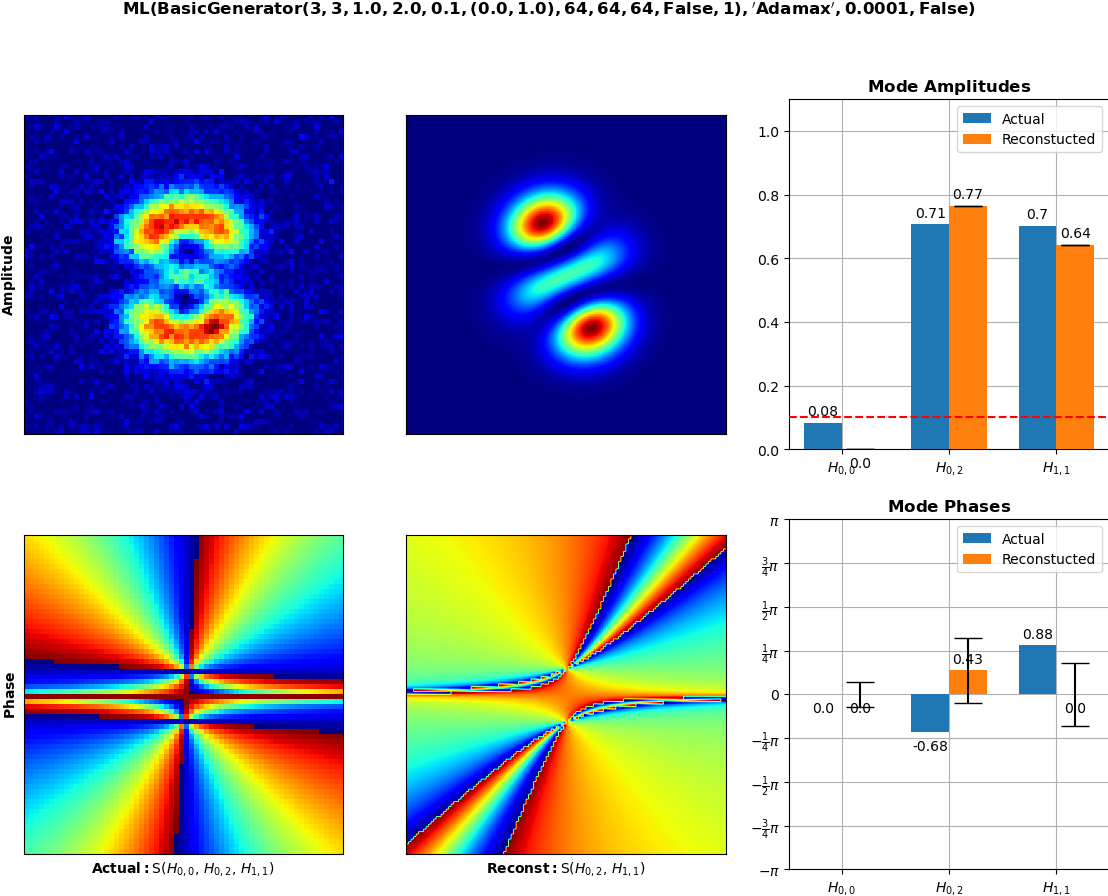 ML(BasicGenerator(3, 3, 1.0, 2.0, 0.1, (0.0, 1.0), 64, 64, 64, False, 1), ′Adamax′, 0.0001, False)
Amplitude
Mode Amplitudes
Actual
Reconstucted
1.0
0.8
0.6
0.4
0.2
0.0
0.08
0.0
0.71
0.77
0.7
0.64
H0,0
H0,2
H1,1
Phase
Actual: S(H0,0, H0,2, H1,1)
Reconst: S(H0,2, H1,1)
Mode Phases
Actual
Reconstucted
π
3/4π
1/2π
1/4π
0
−1/4π
−1/2π
−3/4π
−π
0.0
0.0
-0.68
0.43
0.88
0.0
H0,0
H0,2
H1,1